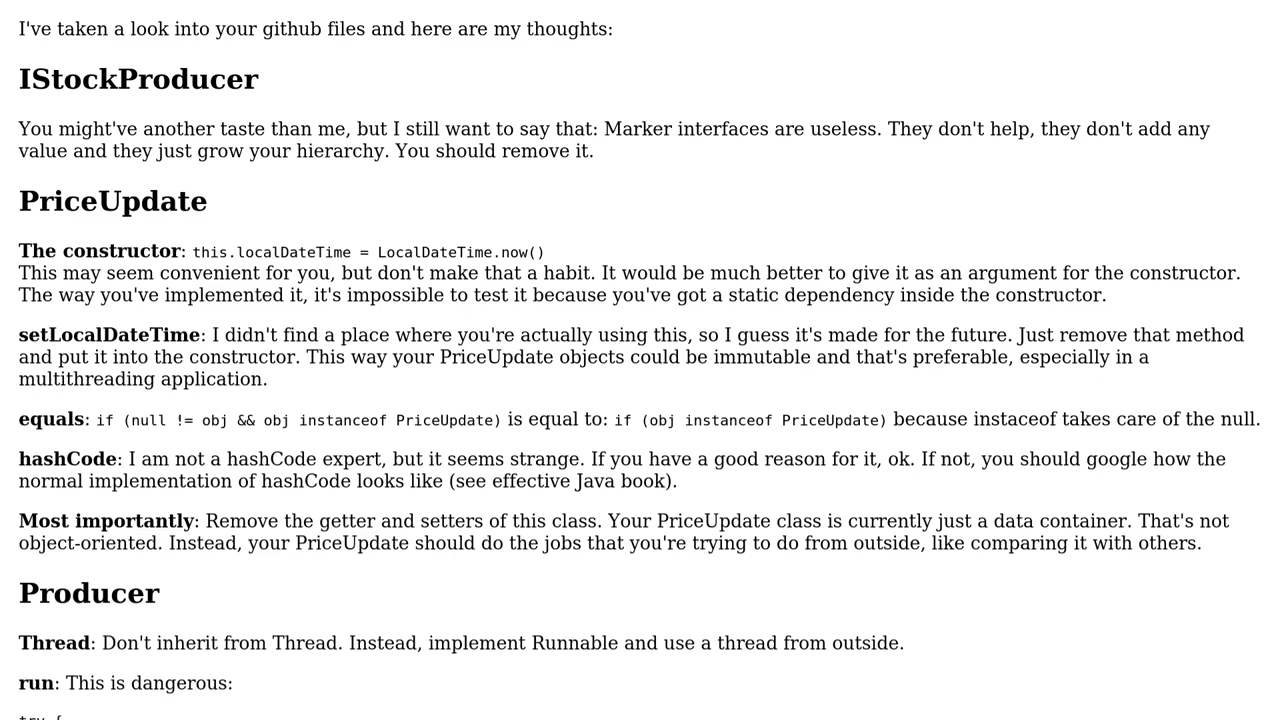 I've taken a look into your github files and here are my thoughts:
IStockProducer
You might've another taste than me, but I still want to say that: Marker interfaces are useless. They don't help, they don't add any
value and they just grow your hierarchy. You should remove it.
PriceUpdate
The constructor: this.localDateTime = LocalDateTime.now()
This may seem convenient for you, but don't make that a habit. It would be much better to give it as an argument for the constructor.
The way you've implemented it, it's impossible to test it because you've got a static dependency inside the constructor.
setLocalDateTime: I didn't find a place where you're actually using this, so I guess it's made for the future. Just remove that method
and put it into the constructor. This way your PriceUpdate objects could be immutable and that's preferable, especially in a
multithreading application.
equals: if (null != obj && obj instanceof PriceUpdate) is equal to: if (obj instanceof PriceUpdate) because instaceof takes care of the null.
hashCode: I am not a hashCode expert, but it seems strange. If you have a good reason for it, ok. If not, you should google how the
normal implementation of hashCode looks like (see effective Java book).
Most importantly: Remove the getter and setters of this class. Your PriceUpdate class is currently just a data container. That's not
object-oriented. Instead, your PriceUpdate should do the jobs that you're trying to do from outside, like comparing it with others.
Producer
Thread: Don't inherit from Thread. Instead, implement Runnable and use a thread from outside.
run: This is dangerous:
try {